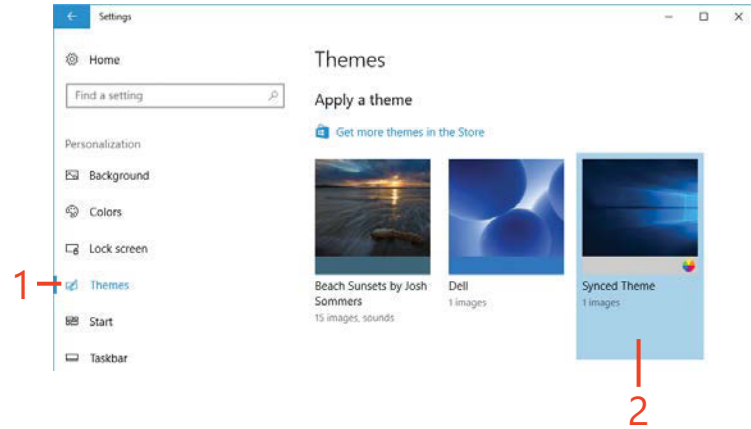 Settings
Home
Themes
Find a setting
Apply a theme
Get more themes in the Store
Personalization
Background
Colors
Lock screen
1
Themes
Start
Taskbar
Beach Sunsets by Josh
Sommers
15 images, sounds
Dell
1 images
Synced Theme
1 images
2